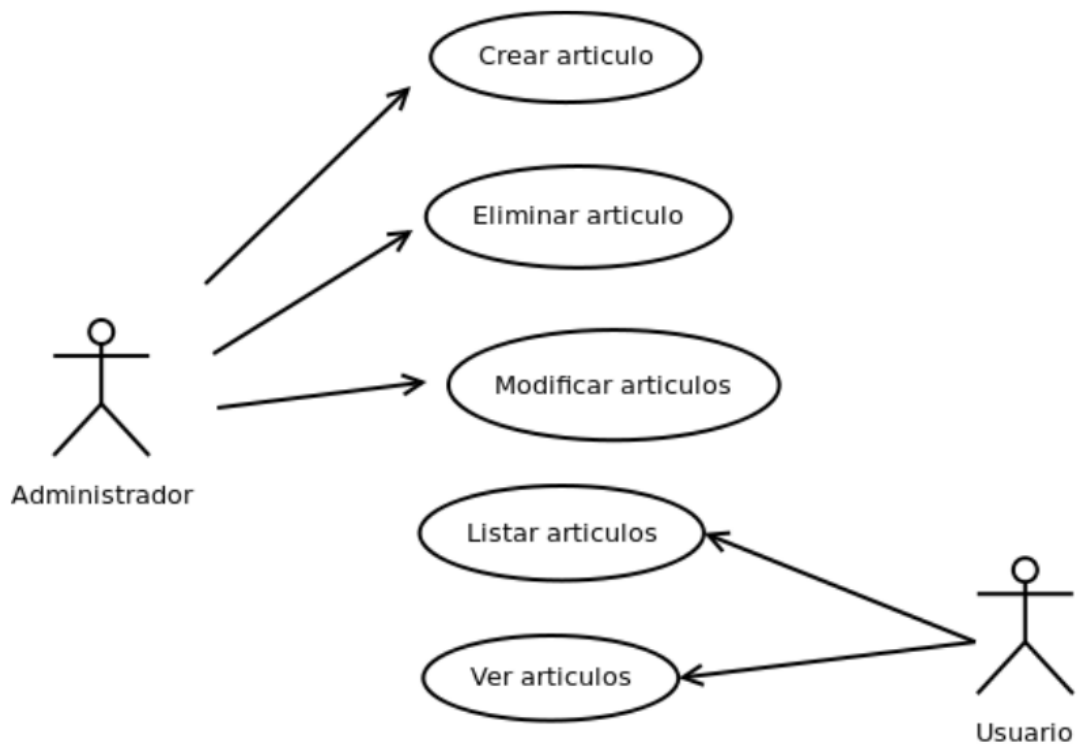 Crear articulo
Eliminar articulo
Modificar articulos
Administrador
Listar articulos
Ver articulos
Usuario